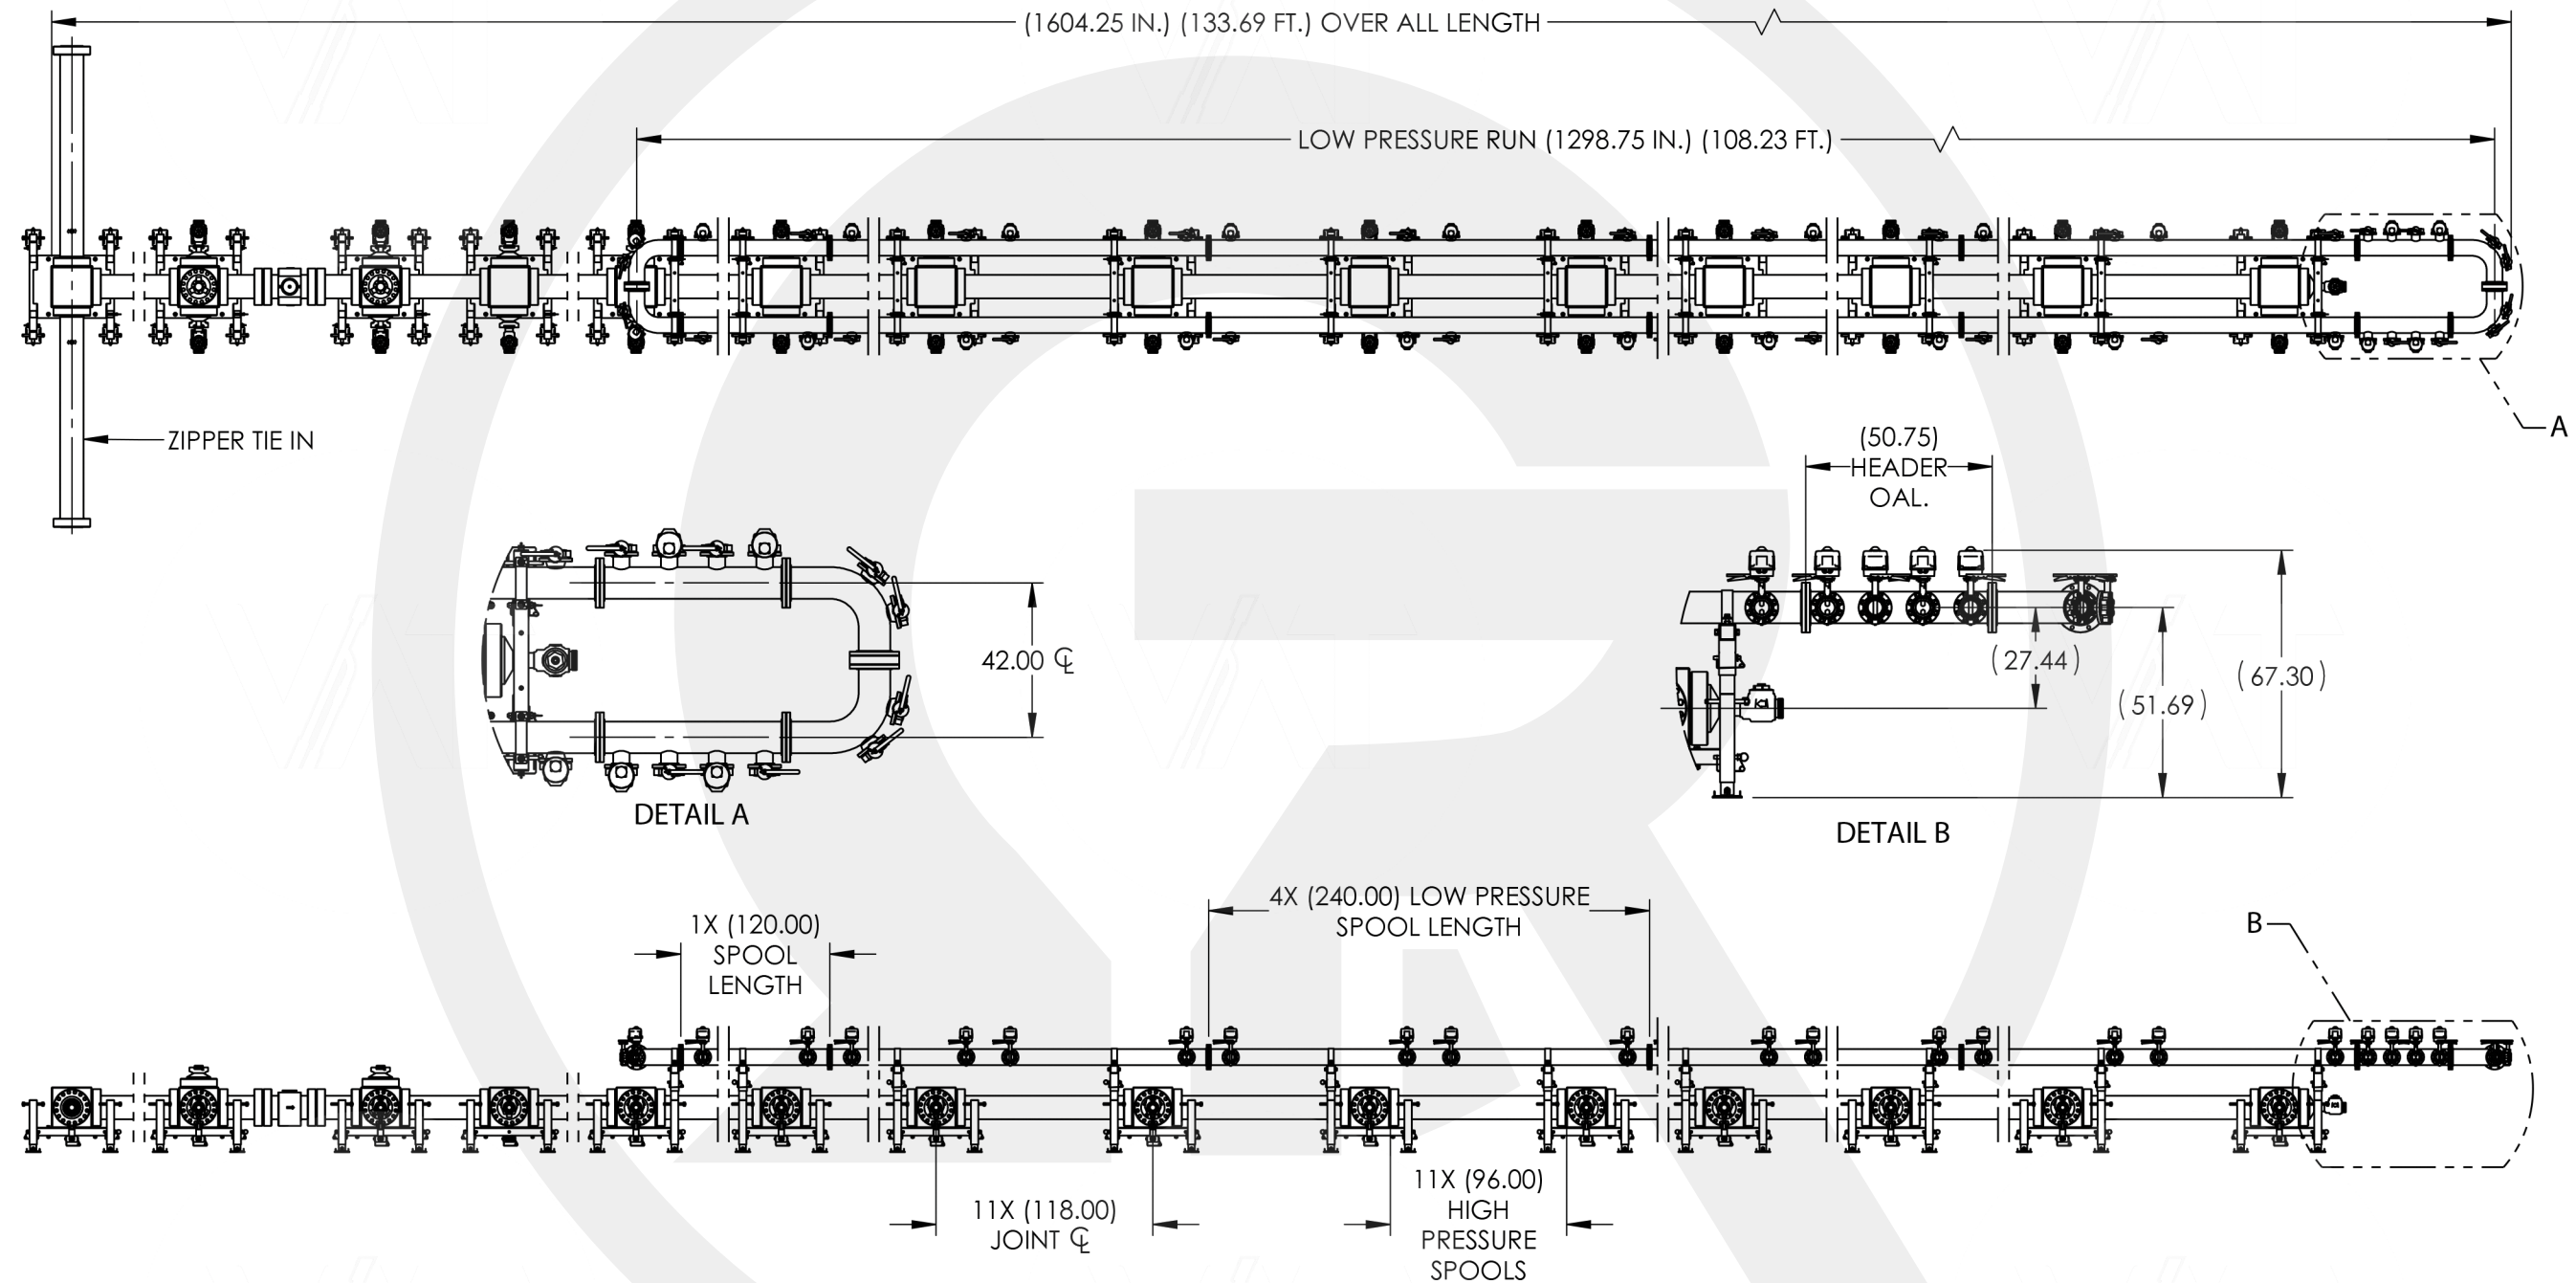 (1604.25 IN.) (133.69 FT.) OVER ALL LENGTH
LOW PRESSURE RUN (1298.75 IN.) (108.23 FT.)
ZIPPER TIE IN
A
(50.75)
HEADER
OAL.
42.00 ℄
(27.44)
(51.69)
(67.30)
DETAIL A
DETAIL B
1X (120.00)
SPOOL
LENGTH
4X (240.00) LOW PRESSURE
SPOOL LENGTH
B
11X (118.00)
JOINT ℄
11X (96.00)
HIGH
PRESSURE
SPOOLS